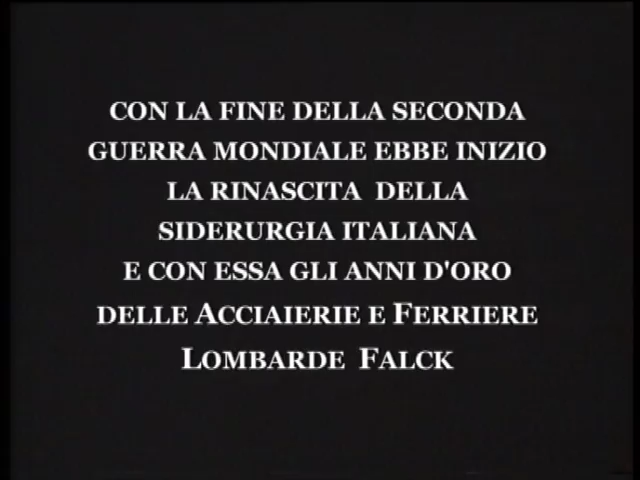 CON LA FINE DELLA SECONDA
GUERRA MONDIALE EBBE INIZIO
LA RINASCITA DELLA
SIDERURGIA ITALIANA
E CON ESSA GLI ANNI D'ORO
DELLE ACCIAIERIE E FERRIERE
LOMBARDE FALCK